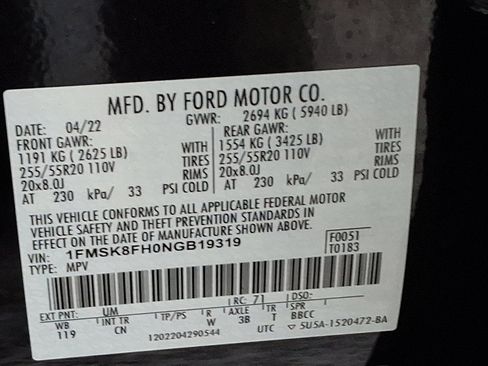 MFD. BY FORD MOTOR CO.
DATE: 04/22 GVWR: 2694 KG ( 5940 LB)
FRONT GAWR: REAR GAWR:
1191 KG ( 2625 LB) WITH 1554 KG ( 3425 LB) WITH
255/55R20 110V TIRES 255/55R20 110V TIRES
20x8.0J RIMS 20x8.0J RIMS
AT 230 kPa/ 33 PSI COLD AT 230 kPa/ 33 PSI COLD
THIS VEHICLE CONFORMS TO ALL APPLICABLE FEDERAL MOTOR
VEHICLE SAFETY AND THEFT PREVENTION STANDARDS IN
EFFECT ON THE DATE OF MANUFACTURE SHOWN ABOVE.
VIN: 1FMSK8FH0NGB19319 F0051
TYPE: MPV T0183
EXT PNT: UM RC: 71 DSO:
WB INT TR TP/PS R AXLE TR SPR
119 CN W 3B T BBCC
1202204290544 UTC ▽ 5U5A-1520472-BA